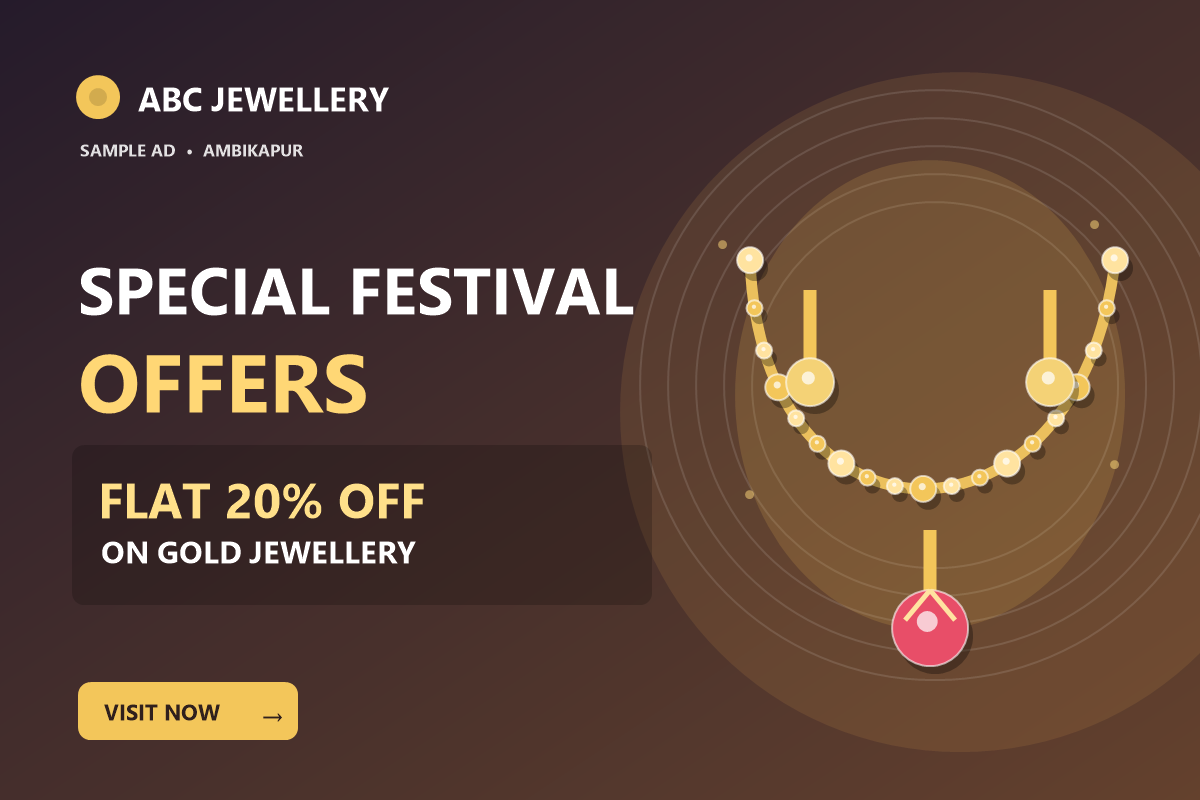 ABC JEWELLERY
SAMPLE AD • AMBIKAPUR
SPECIAL FESTIVAL
OFFERS
FLAT 20% OFF
ON GOLD JEWELLERY
VISIT NOW →